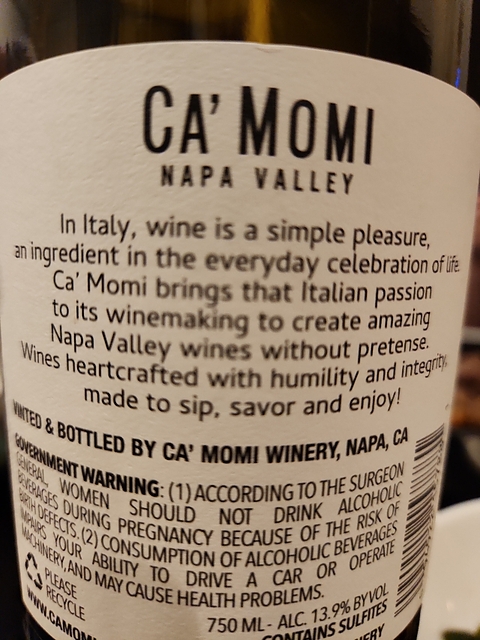 CA' MOMI
NAPA VALLEY
In Italy, wine is a simple pleasure,
an ingredient in the everyday celebration of life.
Ca' Momi brings that Italian passion
to its winemaking to create amazing
Napa Valley wines without pretense.
Wines heartcrafted with humility and integrity,
made to sip, savor and enjoy!
VINTED & BOTTLED BY CA' MOMI WINERY, NAPA, CA
GOVERNMENT WARNING: (1) ACCORDING TO THE SURGEON
GENERAL, WOMEN SHOULD NOT DRINK ALCOHOLIC
BEVERAGES DURING PREGNANCY BECAUSE OF THE RISK OF
BIRTH DEFECTS. (2) CONSUMPTION OF ALCOHOLIC BEVERAGES
IMPAIRS YOUR ABILITY TO DRIVE A CAR OR OPERATE
MACHINERY, AND MAY CAUSE HEALTH PROBLEMS.
PLEASE
RECYCLE
750 ML - ALC. 13.9% BY VOL
WWW.CAMOM
CONTAINS SULFITES